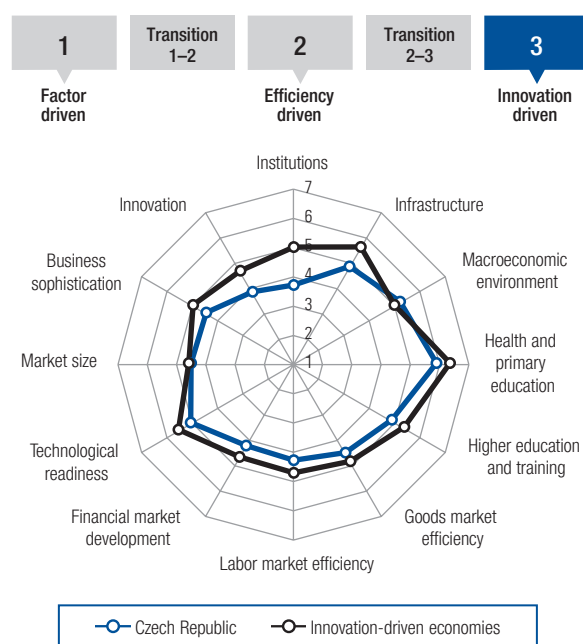 1
Transition
1–2
2
Transition
2–3
3
Factor
driven
Efficiency
driven
Innovation
driven
Institutions
Infrastructure
Macroeconomic
environment
Health and
primary
education
Higher education
and training
Goods market
efficiency
Labor market efficiency
Financial market
development
Technological
readiness
Market size
Business
sophistication
Innovation
7
6
5
4
3
2
1
Czech Republic
Innovation-driven economies